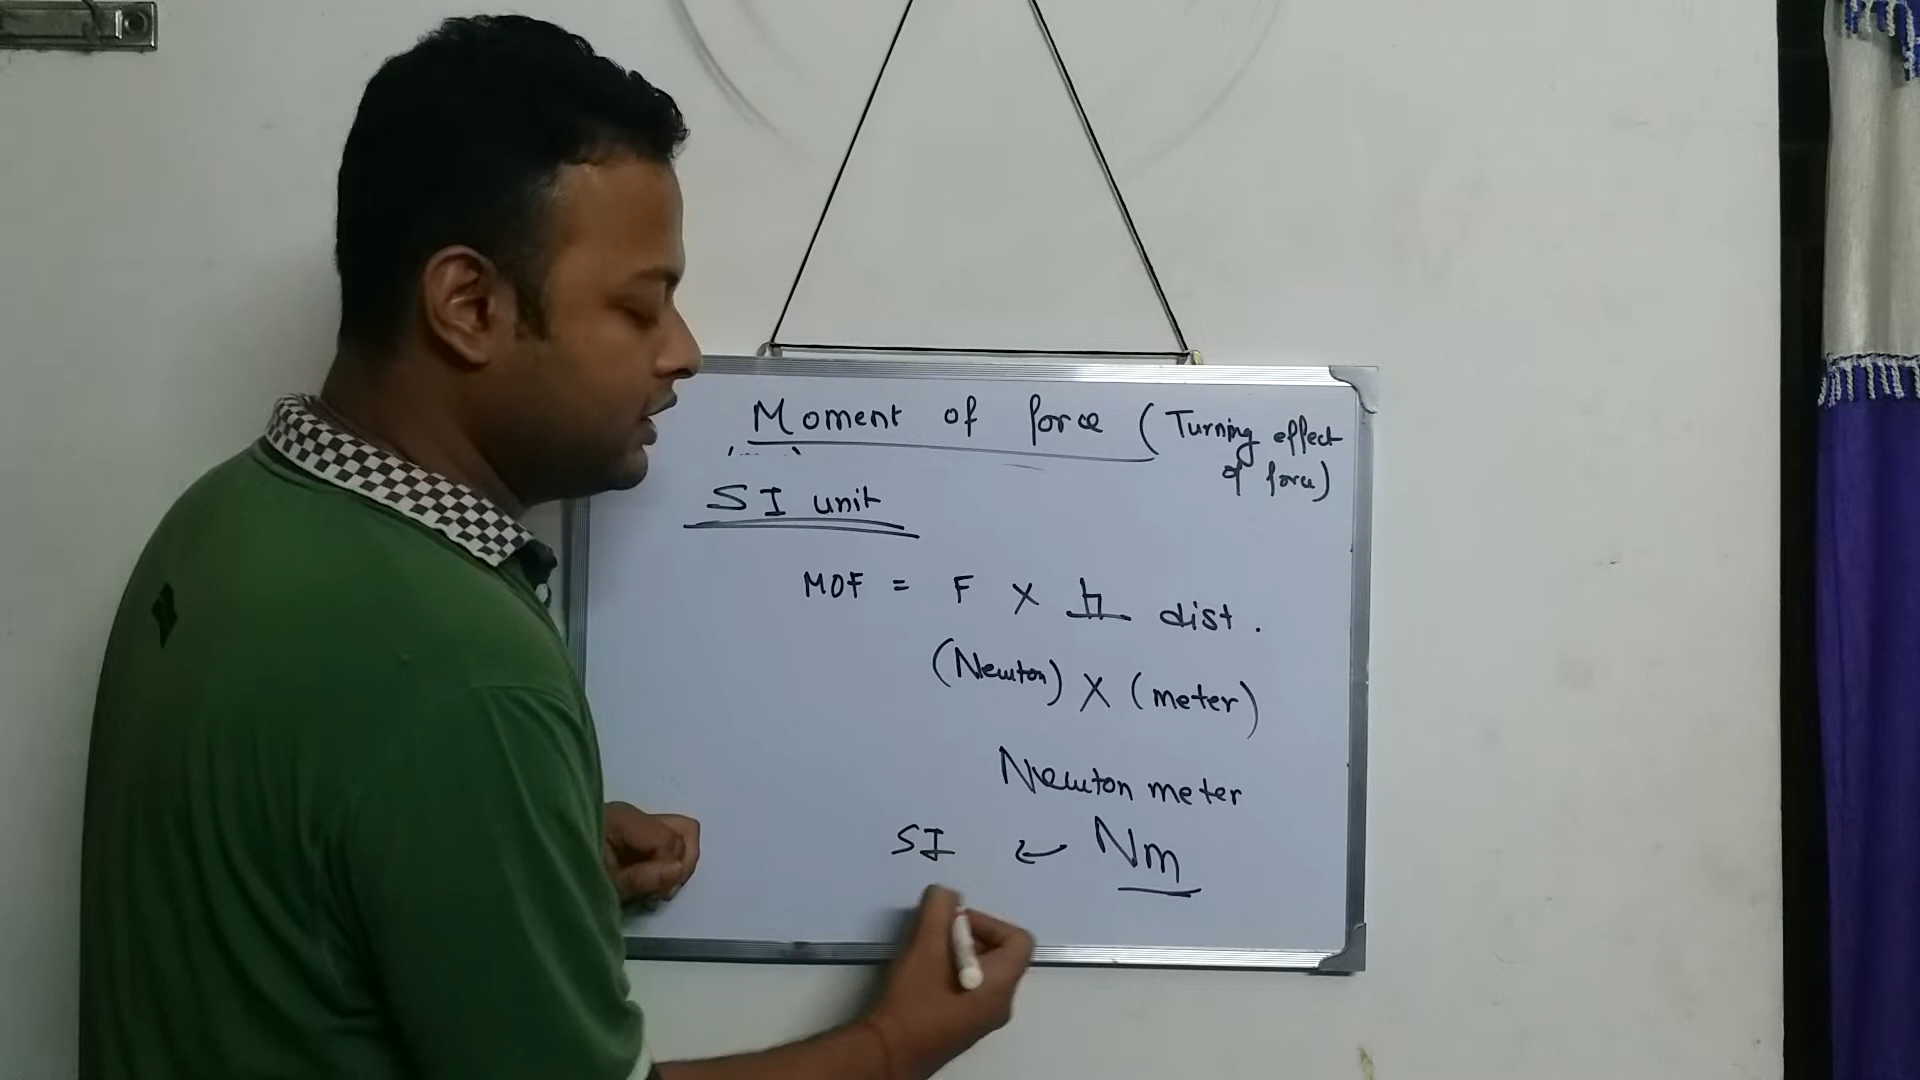 Moment of force (Turning effect
of force)
SI unit
MOF = F X ⊥ dist.
(Newton) X (meter)
Newton meter
SI ← Nm